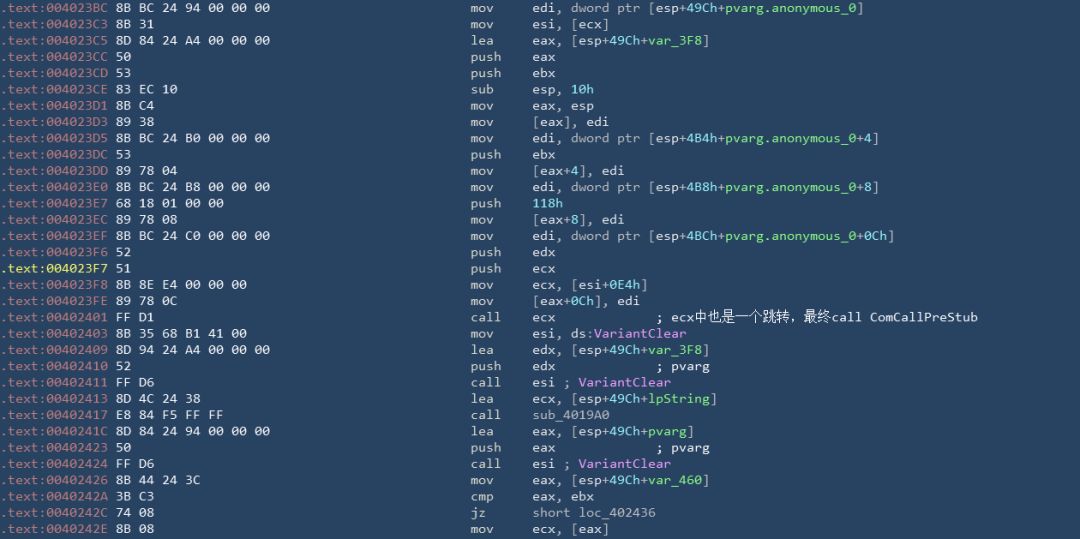 .text:004023BC 8B BC 24 94 00 00 00 mov edi, dword ptr [esp+49Ch+pvarg.anonymous_0]
.text:004023C3 8B 31 mov esi, [ecx]
.text:004023C5 8D 84 24 A4 00 00 00 lea eax, [esp+49Ch+var_3F8]
.text:004023CC 50 push eax
.text:004023CD 53 push ebx
.text:004023CE 83 EC 10 sub esp, 10h
.text:004023D1 8B C4 mov eax, esp
.text:004023D3 89 38 mov [eax], edi
.text:004023D5 8B BC 24 B0 00 00 00 mov edi, dword ptr [esp+4B4h+pvarg.anonymous_0+4]
.text:004023DC 53 push ebx
.text:004023DD 89 78 04 mov [eax+4], edi
.text:004023E0 8B BC 24 B8 00 00 00 mov edi, dword ptr [esp+4B8h+pvarg.anonymous_0+8]
.text:004023E7 68 18 01 00 00 push 118h
.text:004023EC 89 78 08 mov [eax+8], edi
.text:004023EF 8B BC 24 C0 00 00 00 mov edi, dword ptr [esp+4BCh+pvarg.anonymous_0+0Ch]
.text:004023F6 52 push edx
.text:004023F7 51 push ecx
.text:004023F8 8B 8E E4 00 00 00 mov ecx, [esi+0E4h]
.text:004023FE 89 78 0C mov [eax+0Ch], edi
.text:00402401 FF D1 call ecx ; ecx中也是一个跳转，最终call ComCallPreStub
.text:00402403 8B 35 68 B1 41 00 mov esi, ds:VariantClear
.text:00402409 8D 94 24 A4 00 00 00 lea edx, [esp+49Ch+var_3F8]
.text:00402410 52 push edx ; pvarg
.text:00402411 FF D6 call esi ; VariantClear
.text:00402413 8D 4C 24 38 lea ecx, [esp+49Ch+lpString]
.text:00402417 E8 84 F5 FF FF call sub_4019A0
.text:0040241C 8D 84 24 94 00 00 00 lea eax, [esp+49Ch+pvarg]
.text:00402423 50 push eax ; pvarg
.text:00402424 FF D6 call esi ; VariantClear
.text:00402426 8B 44 24 3C mov eax, [esp+49Ch+var_460]
.text:0040242A 3B C3 cmp eax, ebx
.text:0040242C 74 08 jz short loc_402436
.text:0040242E 8B 08 mov ecx, [eax]